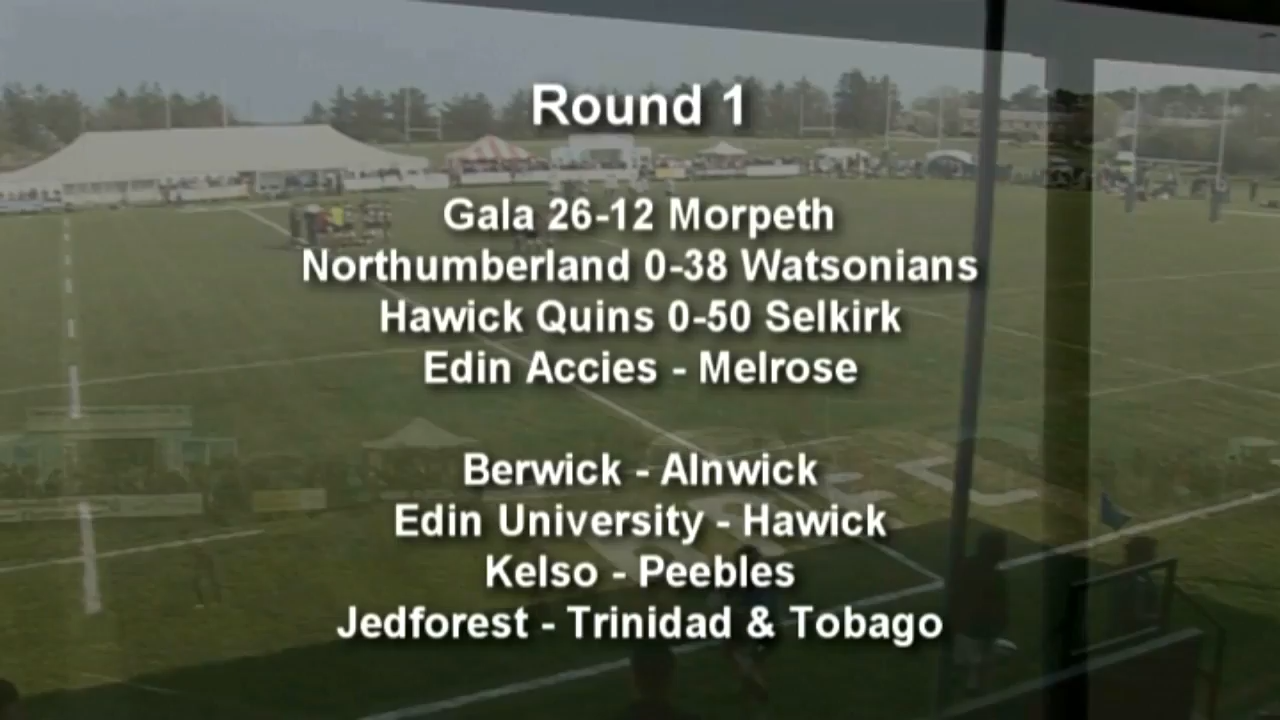 Round 1
Gala 26-12 Morpeth
Northumberland 0-38 Watsonians
Hawick Quins 0-50 Selkirk
Edin Accies - Melrose
Berwick - Alnwick
Edin University - Hawick
Kelso - Peebles
Jedforest - Trinidad & Tobago